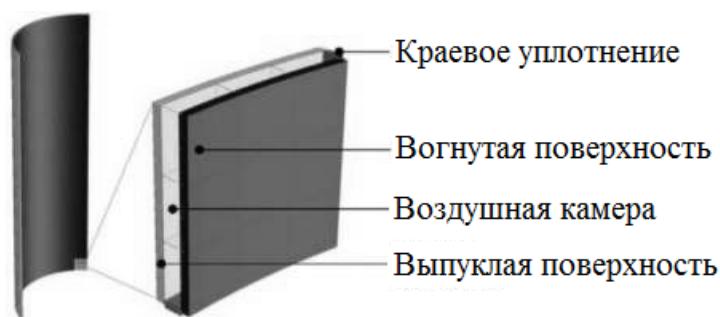 Краевое уплотнение
Вогнутая поверхность
Воздушная камера
Выпуклая поверхность